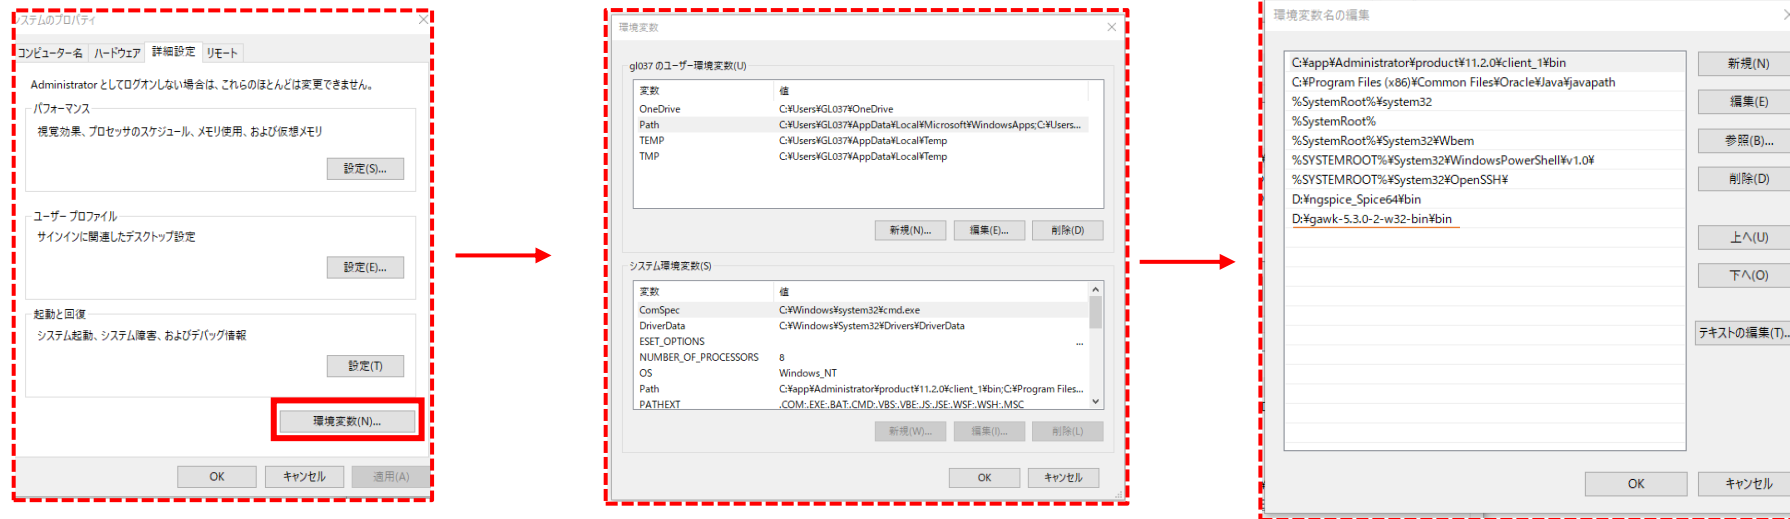 システムのプロパティ
コンピューター名 ハードウェア 詳細設定 リモート
Administrator としてログオンしない場合は、これらのほとんどは変更できません。
パフォーマンス
視覚効果、プロセッサのスケジュール、メモリ使用、および仮想メモリ
設定(S)...
ユーザー プロファイル
サインインに関連したデスクトップ設定
設定(E)...
起動と回復
システム起動、システム障害、およびデバッグ情報
設定(T)
環境変数(N)...
OK キャンセル 適用(A)
環境変数
gl037 のユーザー環境変数(U)
変数 値
OneDrive C:¥Users¥GL037¥OneDrive
Path C:¥Users¥GL037¥AppData¥Local¥Microsoft¥WindowsApps;C:¥Users...
TEMP C:¥Users¥GL037¥AppData¥Local¥Temp
TMP C:¥Users¥GL037¥AppData¥Local¥Temp
新規(N)... 編集(E)... 削除(D)
システム環境変数(S)
変数 値
ComSpec C:¥Windows¥system32¥cmd.exe
DriverData C:¥Windows¥System32¥Drivers¥DriverData
ESET_OPTIONS ...
NUMBER_OF_PROCESSORS 8
OS Windows_NT
Path C:¥app¥Administrator¥product¥11.2.0¥client_1¥bin;C:¥Program Files...
PATHEXT .COM;.EXE;.BAT;.CMD;.VBS;.VBE;.JS;.JSE;.WSF;.WSH;.MSC
新規(W)... 編集(I)... 削除(L)
OK キャンセル
環境変数名の編集
C:¥app¥Administrator¥product¥11.2.0¥client_1¥bin
C:¥Program Files (x86)¥Common Files¥Oracle¥Java¥javapath
%SystemRoot%¥system32
%SystemRoot%
%SystemRoot%¥System32¥Wbem
%SYSTEMROOT%¥System32¥WindowsPowerShell¥v1.0¥
%SYSTEMROOT%¥System32¥OpenSSH¥
D:¥ngspice_Spice64¥bin
D:¥gawk-5.3.0-2-w32-bin¥bin
新規(N)
編集(E)
参照(B)...
削除(D)
上へ(U)
下へ(O)
テキストの編集(T)...
OK キャンセル